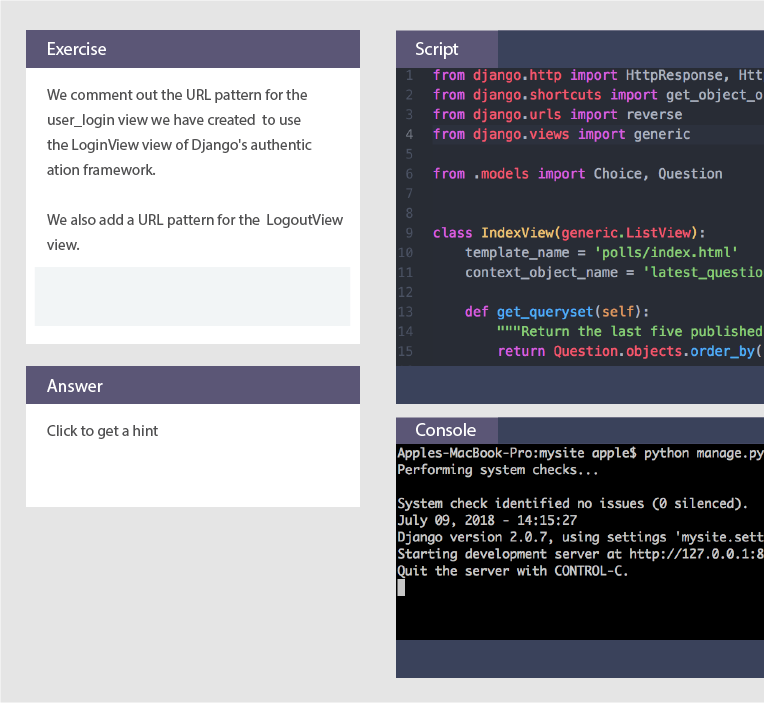 Exercise
We comment out the URL pattern for the
user_login view we have created  to use
the LoginView view of Django's authentic
ation framework.
We also add a URL pattern for the  LogoutView
view.
Answer
Click to get a hint
Script
1 from django.http import HttpResponse, Htt
2 from django.shortcuts import get_object_o
3 from django.urls import reverse
4 from django.views import generic
5
6 from .models import Choice, Question
7
8
9 class IndexView(generic.ListView):
10     template_name = 'polls/index.html'
11     context_object_name = 'latest_questio
12
13     def get_queryset(self):
14         """Return the last five published
15         return Question.objects.order_by(
Console
Apples-MacBook-Pro:mysite apple$ python manage.py
Performing system checks...
System check identified no issues (0 silenced).
July 09, 2018 - 14:15:27
Django version 2.0.7, using settings 'mysite.sett
Starting development server at http://127.0.0.1:8
Quit the server with CONTROL-C.